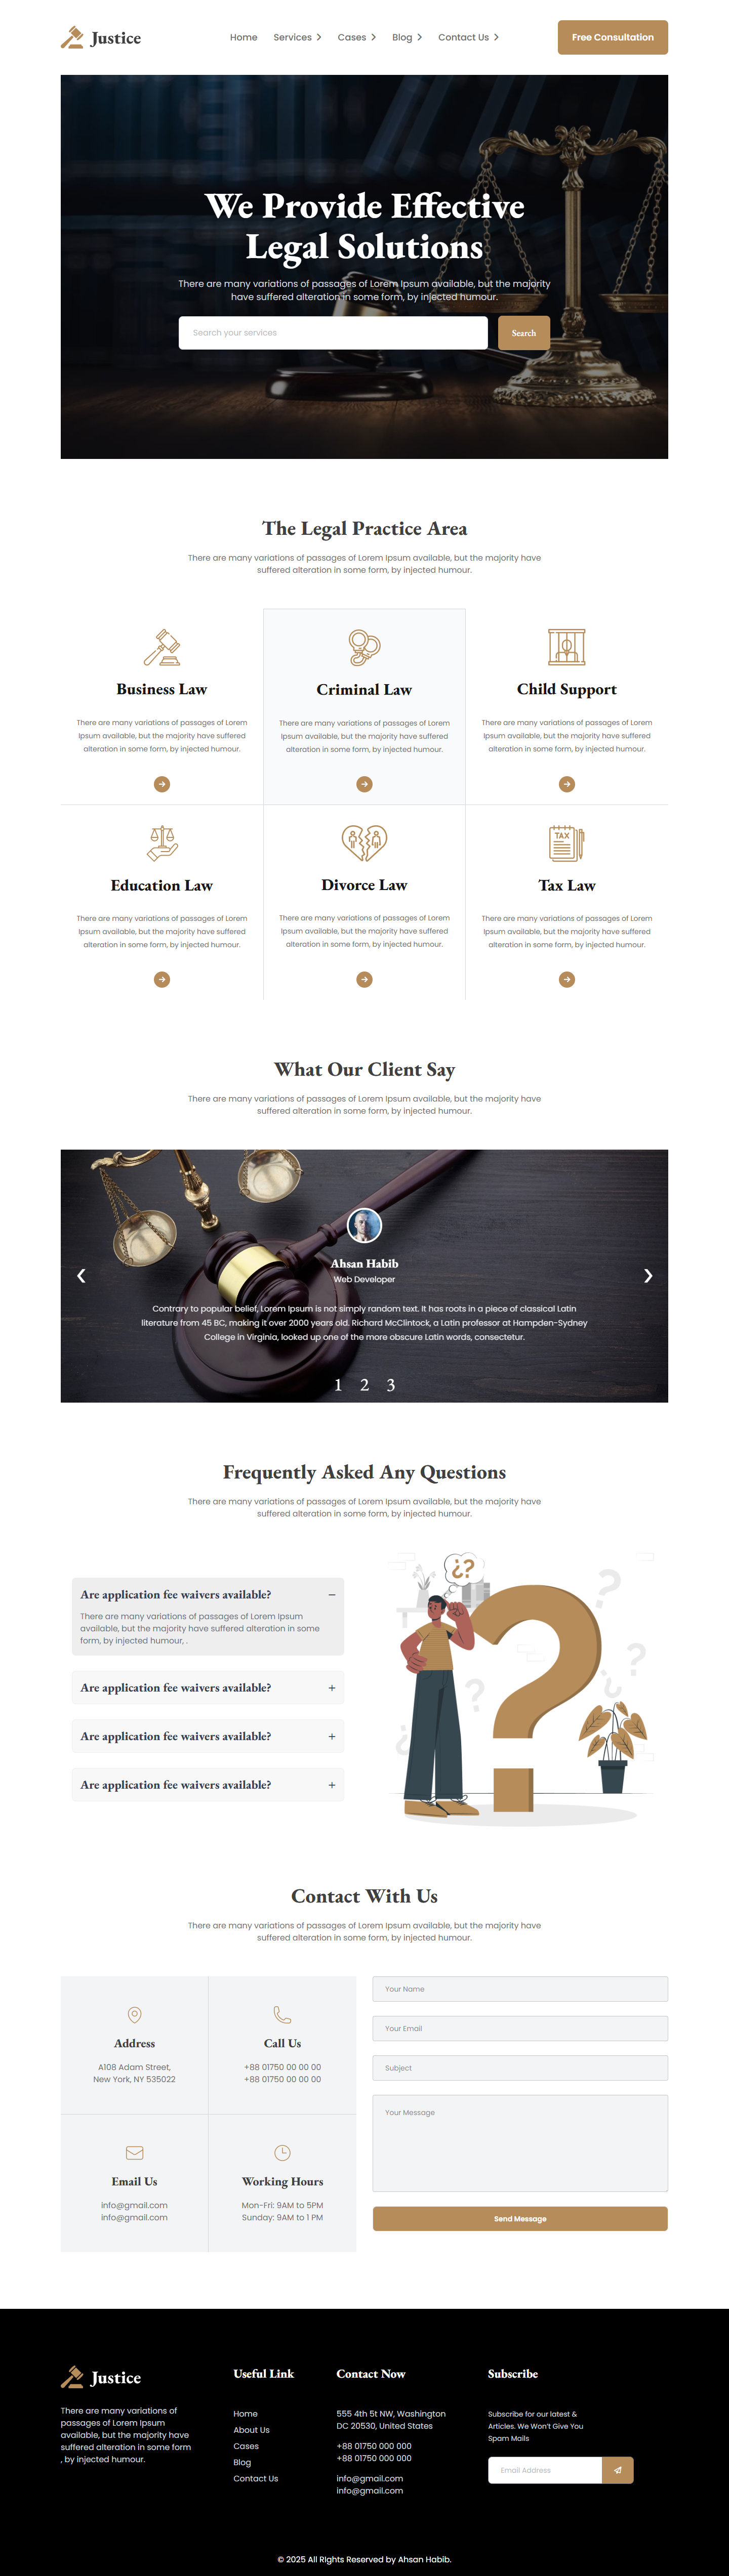 Justice
Home
Services
Cases
Blog
Contact Us
Free Consultation
We Provide Effective
Legal Solutions
There are many variations of passages of Lorem Ipsum available, but the majority
have suffered alteration in some form, by injected humour.
Search your services
Search
The Legal Practice Area
There are many variations of passages of Lorem Ipsum available, but the majority have
suffered alteration in some form, by injected humour.
Business Law
There are many variations of passages of Lorem
Ipsum available, but the majority have suffered
alteration in some form, by injected humour.
Criminal Law
There are many variations of passages of Lorem
Ipsum available, but the majority have suffered
alteration in some form, by injected humour.
Child Support
There are many variations of passages of Lorem
Ipsum available, but the majority have suffered
alteration in some form, by injected humour.
Education Law
There are many variations of passages of Lorem
Ipsum available, but the majority have suffered
alteration in some form, by injected humour.
Divorce Law
There are many variations of passages of Lorem
Ipsum available, but the majority have suffered
alteration in some form, by injected humour.
TAX
Tax Law
There are many variations of passages of Lorem
Ipsum available, but the majority have suffered
alteration in some form, by injected humour.
What Our Client Say
There are many variations of passages of Lorem Ipsum available, but the majority have
suffered alteration in some form, by injected humour.
Ahsan Habib
Web Developer
Contrary to popular belief, Lorem Ipsum is not simply random text. It has roots in a piece of classical Latin
literature from 45 BC, making it over 2000 years old. Richard McClintock, a Latin professor at Hampden-Sydney
College in Virginia, looked up one of the more obscure Latin words, consectetur.
1 2 3
Frequently Asked Any Questions
There are many variations of passages of Lorem Ipsum available, but the majority have
suffered alteration in some form, by injected humour.
Are application fee waivers available?
There are many variations of passages of Lorem Ipsum
available, but the majority have suffered alteration in some
form, by injected humour, .
Are application fee waivers available?
Are application fee waivers available?
Are application fee waivers available?
¿?
?
Contact With Us
There are many variations of passages of Lorem Ipsum available, but the majority have
suffered alteration in some form, by injected humour.
Address
A108 Adam Street,
New York, NY 535022
Call Us
+88 01750 00 00 00
+88 01750 00 00 00
Email Us
info@gmail.com
info@gmail.com
Working Hours
Mon-Fri: 9AM to 5PM
Sunday: 9AM to 1 PM
Your Name
Your Email
Subject
Your Message
Send Message
Justice
There are many variations of
passages of Lorem Ipsum
available, but the majority have
suffered alteration in some form
, by injected humour.
Useful Link
Home
About Us
Cases
Blog
Contact Us
Contact Now
555 4th 5t NW, Washington
DC 20530, United States
+88 01750 000 000
+88 01750 000 000
info@gmail.com
info@gmail.com
Subscribe
Subscribe for our latest &
Articles. We Won't Give You
Spam Mails
Email Address
© 2025 All Rights Reserved by Ahsan Habib.